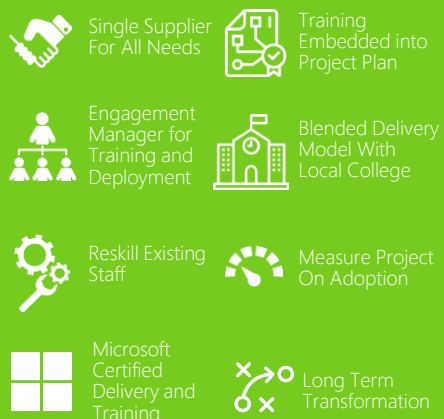 Single Supplier
For All Needs
Training
Embedded into
Project Plan
Engagement
Manager for
Training and
Deployment
Blended Delivery
Model With
Local College
Reskill Existing
Staff
Measure Project
On Adoption
Microsoft
Certified
Delivery and
Training
Long Term
Transformation